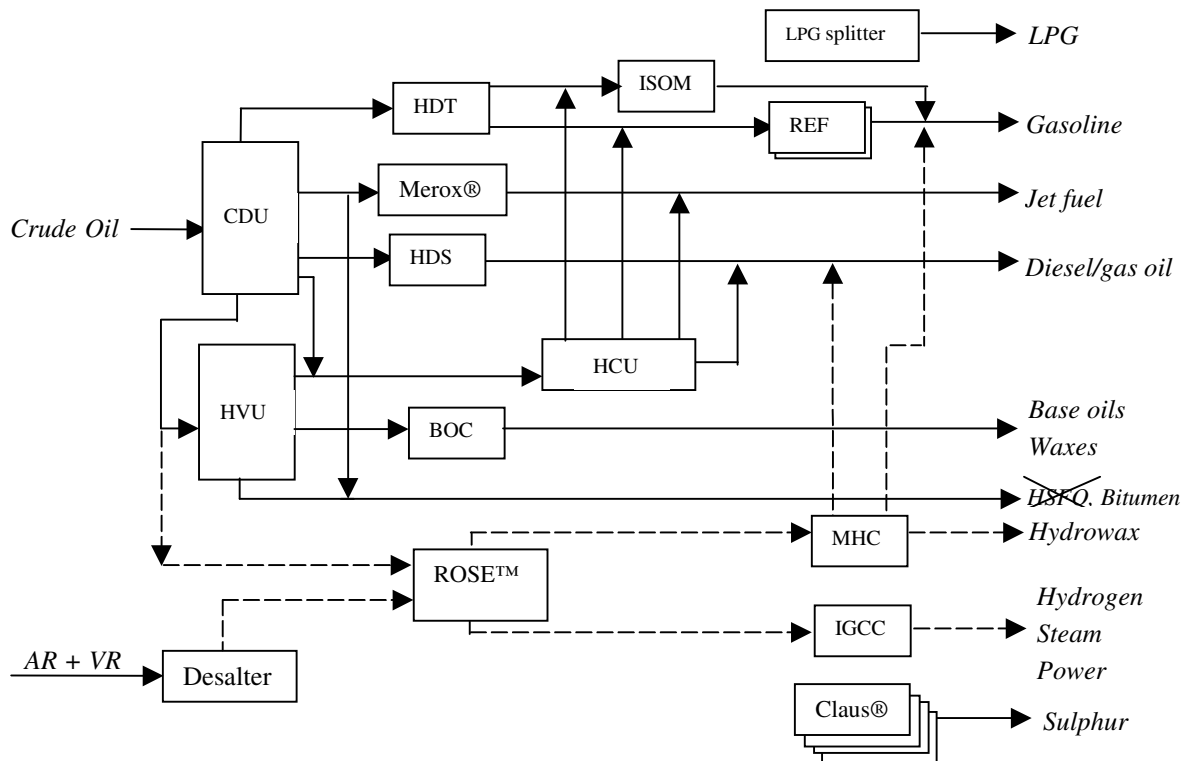 LPG splitter
LPG
ISOM
HDT
REF
Gasoline
Merox®
Jet fuel
CDU
Crude Oil
HDS
Diesel/gas oil
HCU
HVU
BOC
Base oils
Waxes
HSFO. Bitumen
MHC
Hydrowax
ROSE™
IGCC
Hydrogen
Steam
Power
AR + VR
Desalter
Claus®
Sulphur